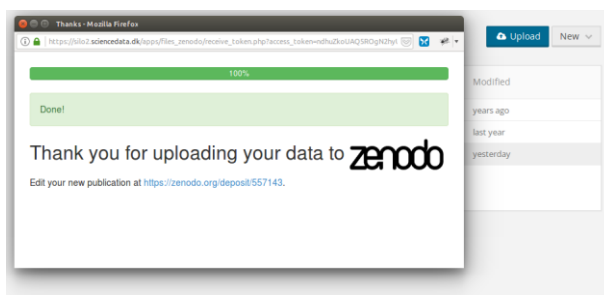 Thanks - Mozilla Firefox
https://silo2.sciencedata.dk/apps/files_zenodo/receive_token.php?access_token=
100%
Done!
Thank you for uploading your data to zenodo
Edit your new publication at https://zenodo.org/deposit/557143.
Upload
New
Modified
years ago
last year
yesterday